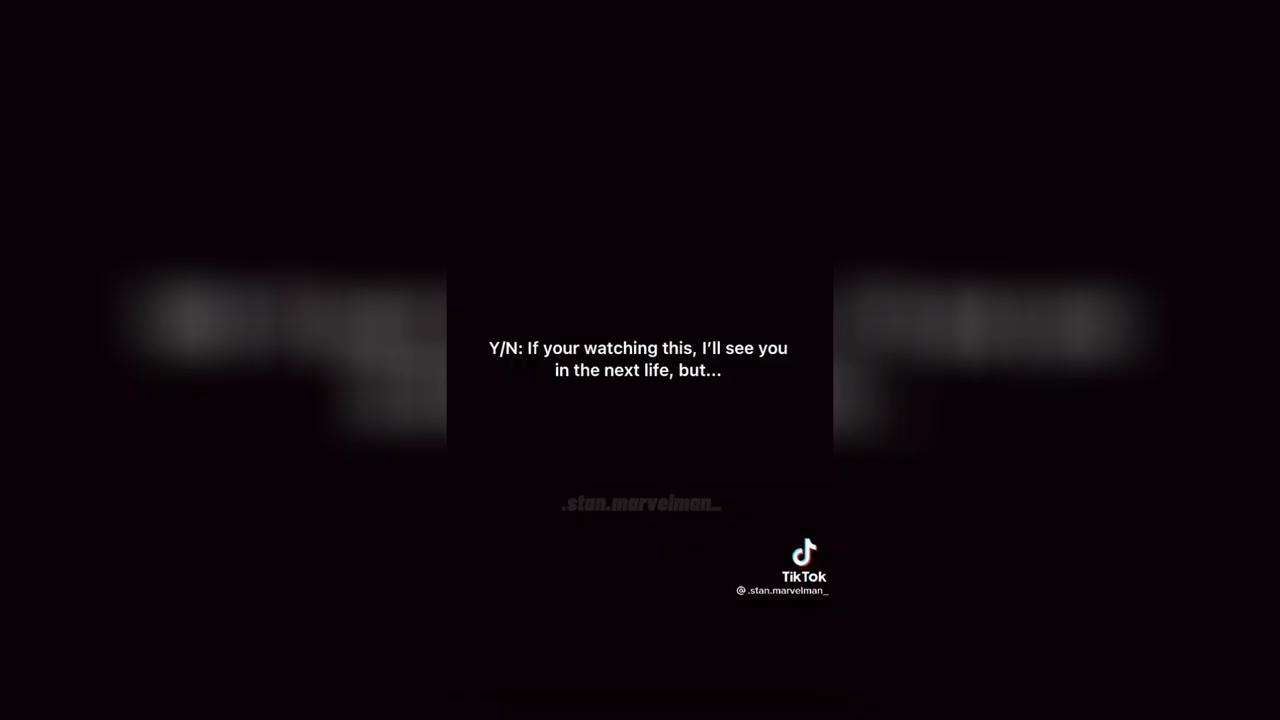 Y/N: If your watching this, I’ll see you
in the next life, but...
.stan.marvelman_
TikTok
@.stan.marvelman_